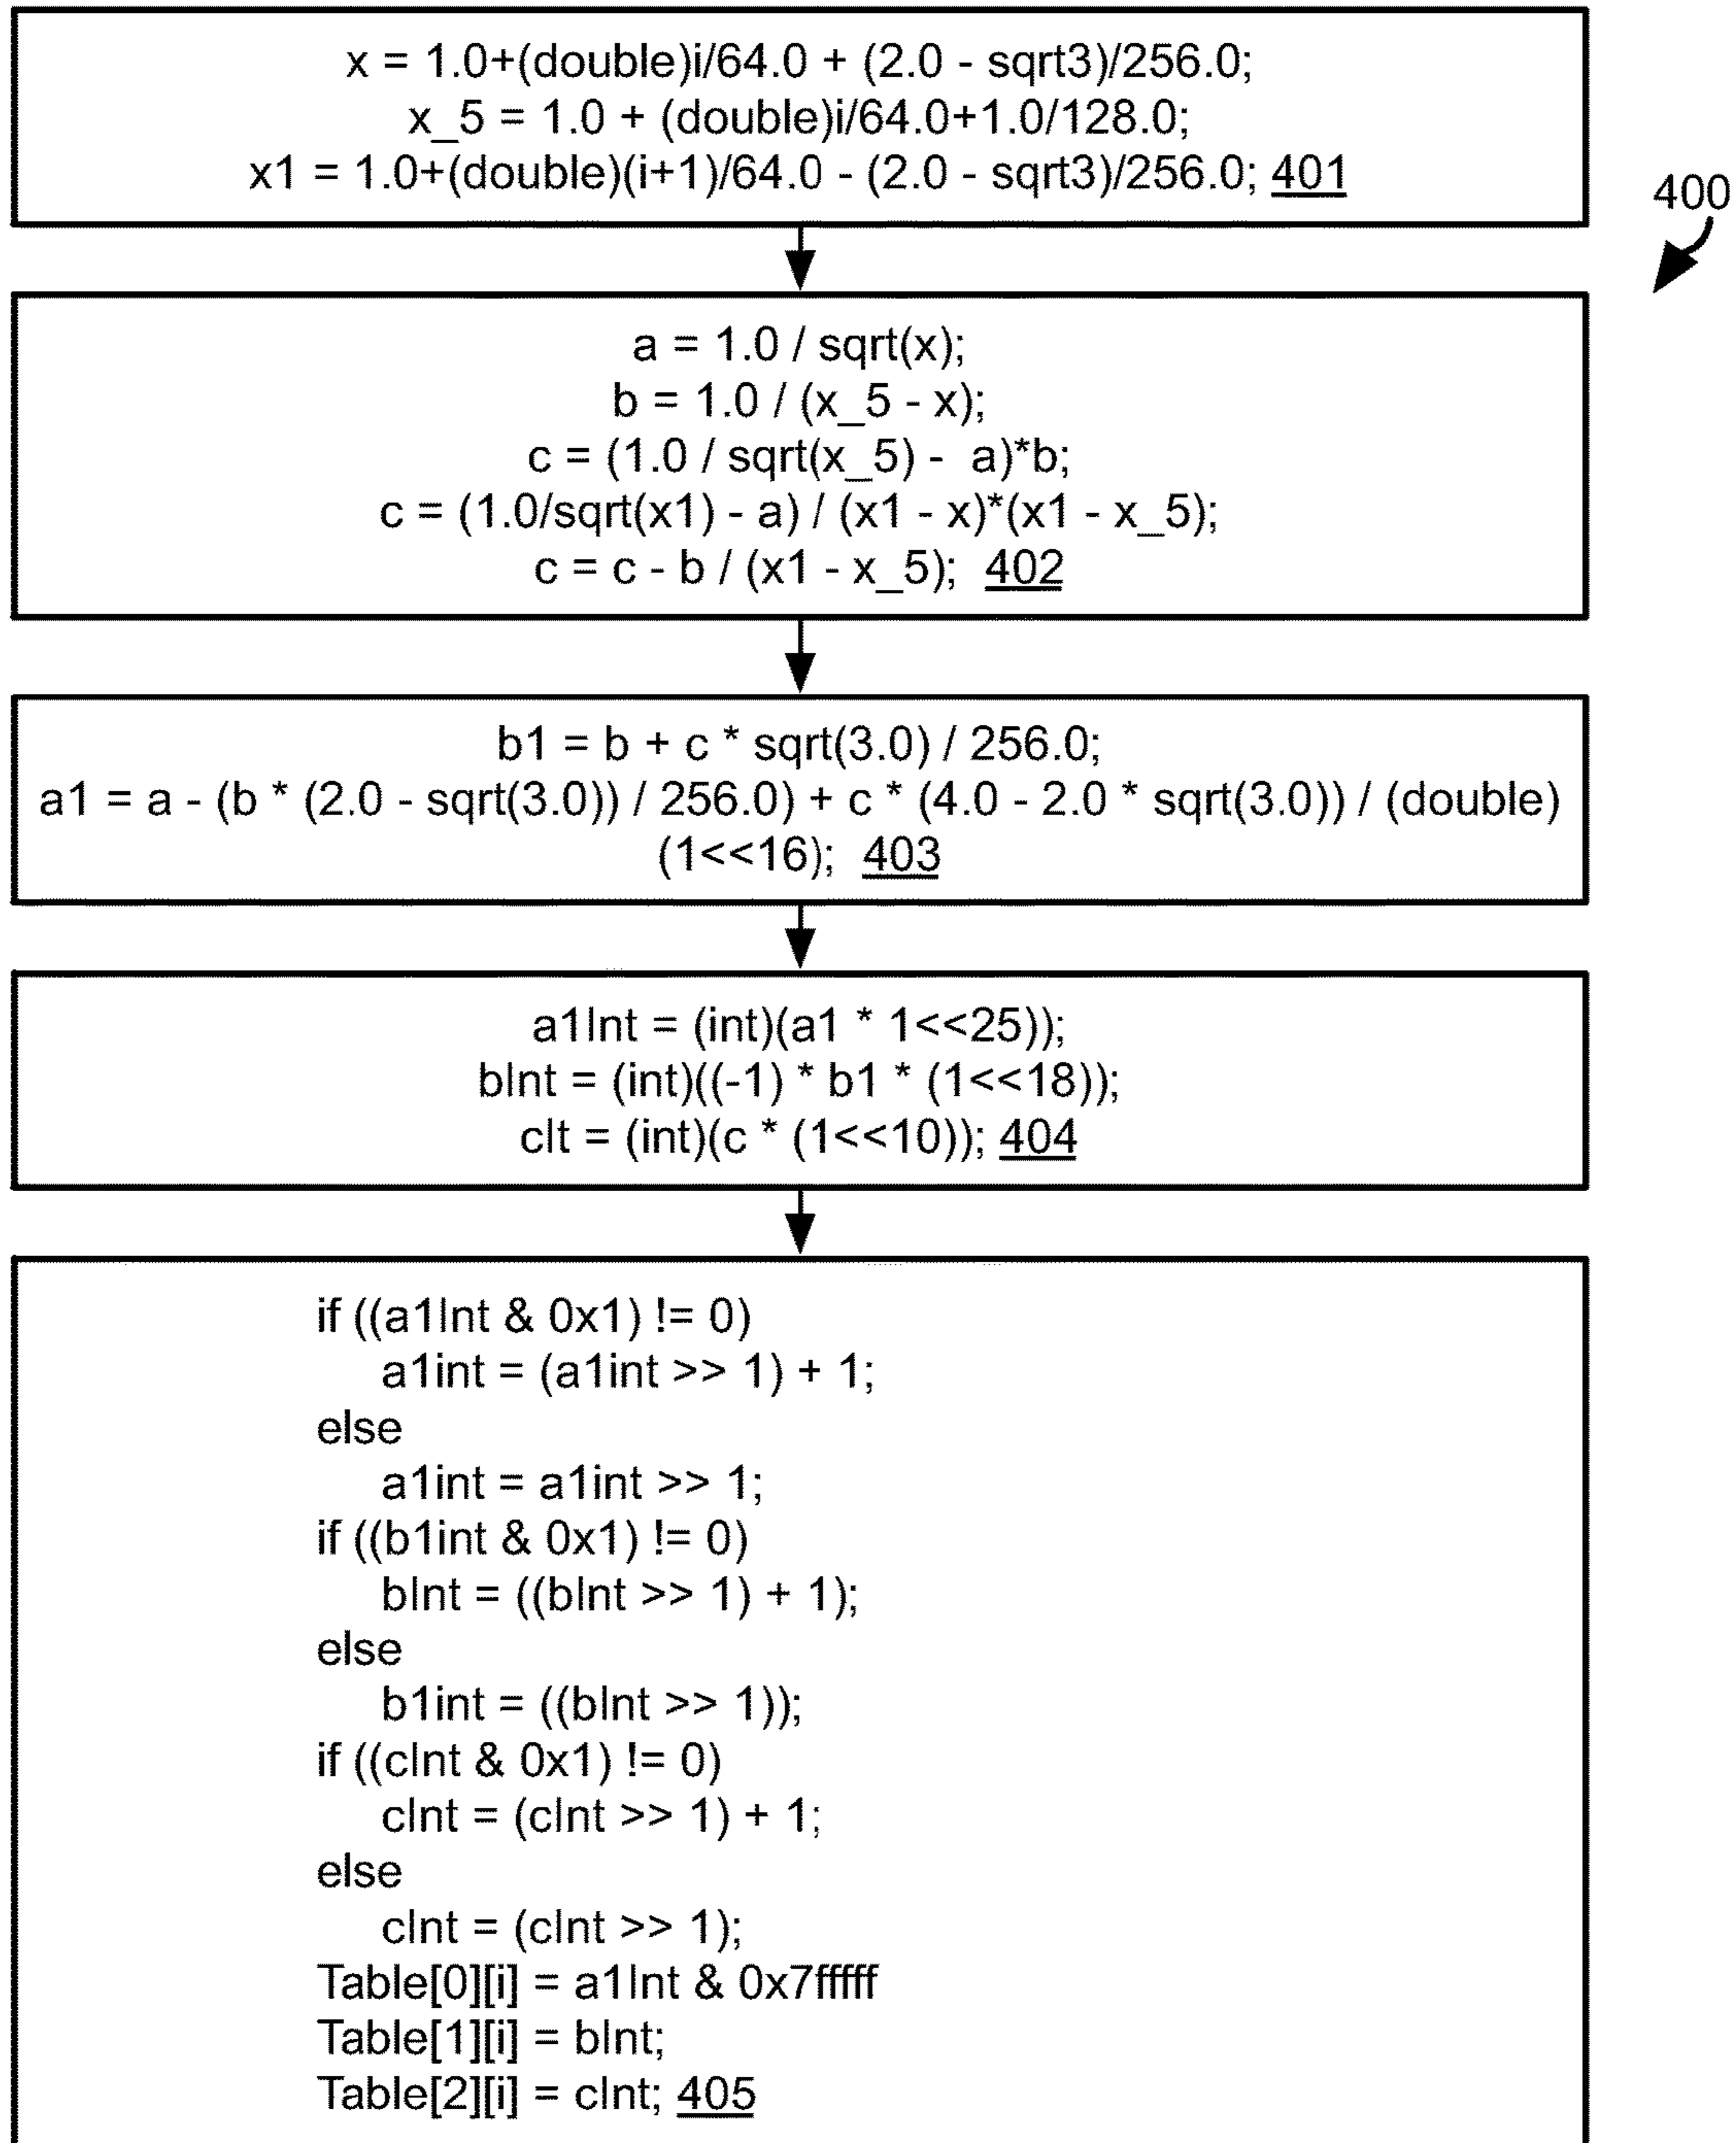 x = 1.0+(double)i/64.0 + (2.0 - sqrt3)/256.0;
x_5 = 1.0 + (double)i/64.0+1.0/128.0;
x1 = 1.0+(double)(i+1)/64.0 - (2.0 - sqrt3)/256.0; 401
400
a = 1.0 / sqrt(x);
b = 1.0 / (x_5 - x);
c = (1.0 / sqrt(x_5) - a)*b;
c = (1.0/sqrt(x1) - a) / (x1 - x)*(x1 - x_5);
c = c - b / (x1 - x_5); 402
b1 = b + c * sqrt(3.0) / 256.0;
a1 = a - (b * (2.0 - sqrt(3.0)) / 256.0) + c * (4.0 - 2.0 * sqrt(3.0)) / (double)
(1<<16); 403
a1Int = (int)(a1 * 1<<25));
bInt = (int)((-1) * b1 * (1<<18));
cIt = (int)(c * (1<<10)); 404
if ((a1Int & 0x1) != 0)
a1int = (a1int >> 1) + 1;
else
a1int = a1int >> 1;
if ((b1int & 0x1) != 0)
bInt = ((bInt >> 1) + 1);
else
b1int = ((bInt >> 1));
if ((cInt & 0x1) != 0)
cInt = (cInt >> 1) + 1;
else
cInt = (cInt >> 1);
Table[0][i] = a1Int & 0x7fffff
Table[1][i] = bInt;
Table[2][i] = cInt; 405